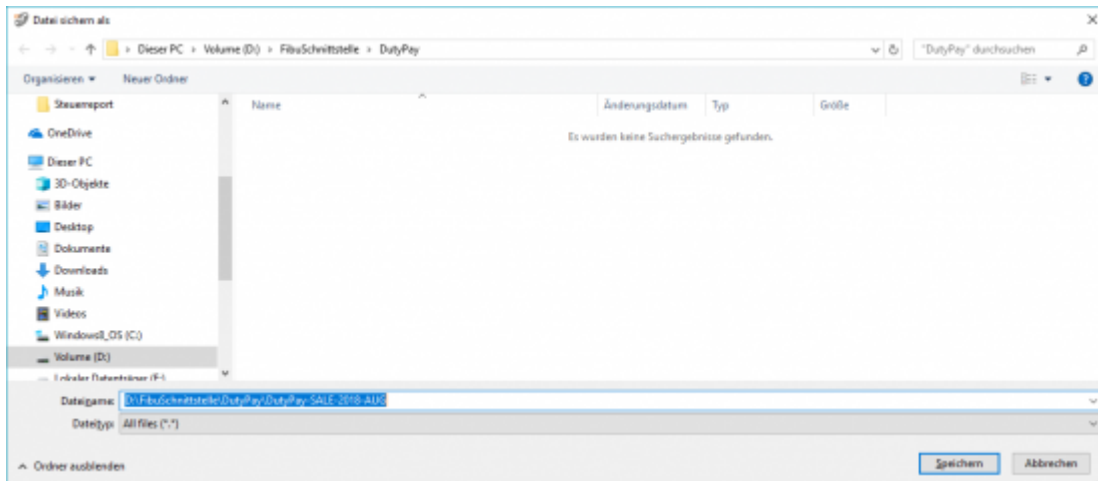 Datei sichern als
Dieser PC › Volume (D:) › FibuSchnittstelle › DutyPay
"DutyPay" durchsuchen
Organisieren
Neuer Ordner
Name
Änderungsdatum
Typ
Größe
Steuerreport
OneDrive
Dieser PC
3D-Objekte
Bilder
Desktop
Dokumente
Downloads
Musik
Videos
Windows8_OS (C:)
Volume (D:)
Lokaler Datenträger (F:)
Es wurden keine Suchergebnisse gefunden.
Dateiname: D:\FibuSchnittstelle\DutyPay\DutyPay-SALE-2018-AUG
Dateityp: All files (*.*)
Ordner ausblenden
Speichern
Abbrechen